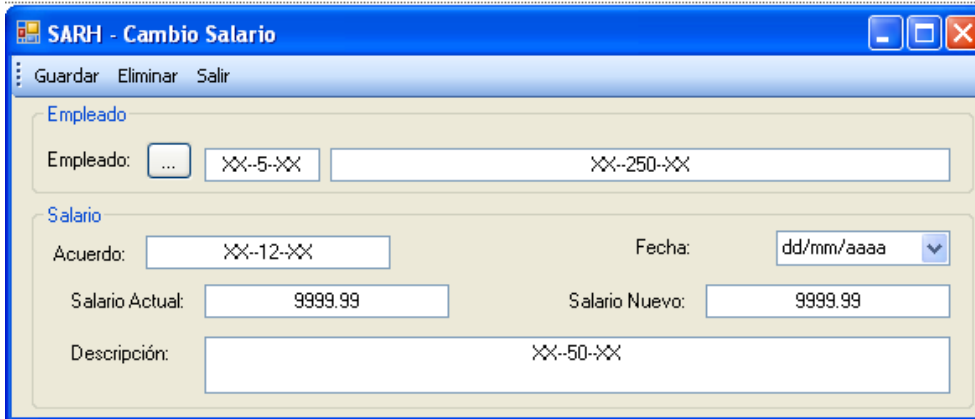 SARH - Cambio Salario
Guardar Eliminar Salir
Empleado
Empleado: ... XX--5--XX XX--250--XX
Salario
Acuerdo: XX--12--XX Fecha: dd/mm/aaaa
Salario Actual: 9999.99 Salario Nuevo: 9999.99
Descripción: XX--50--XX